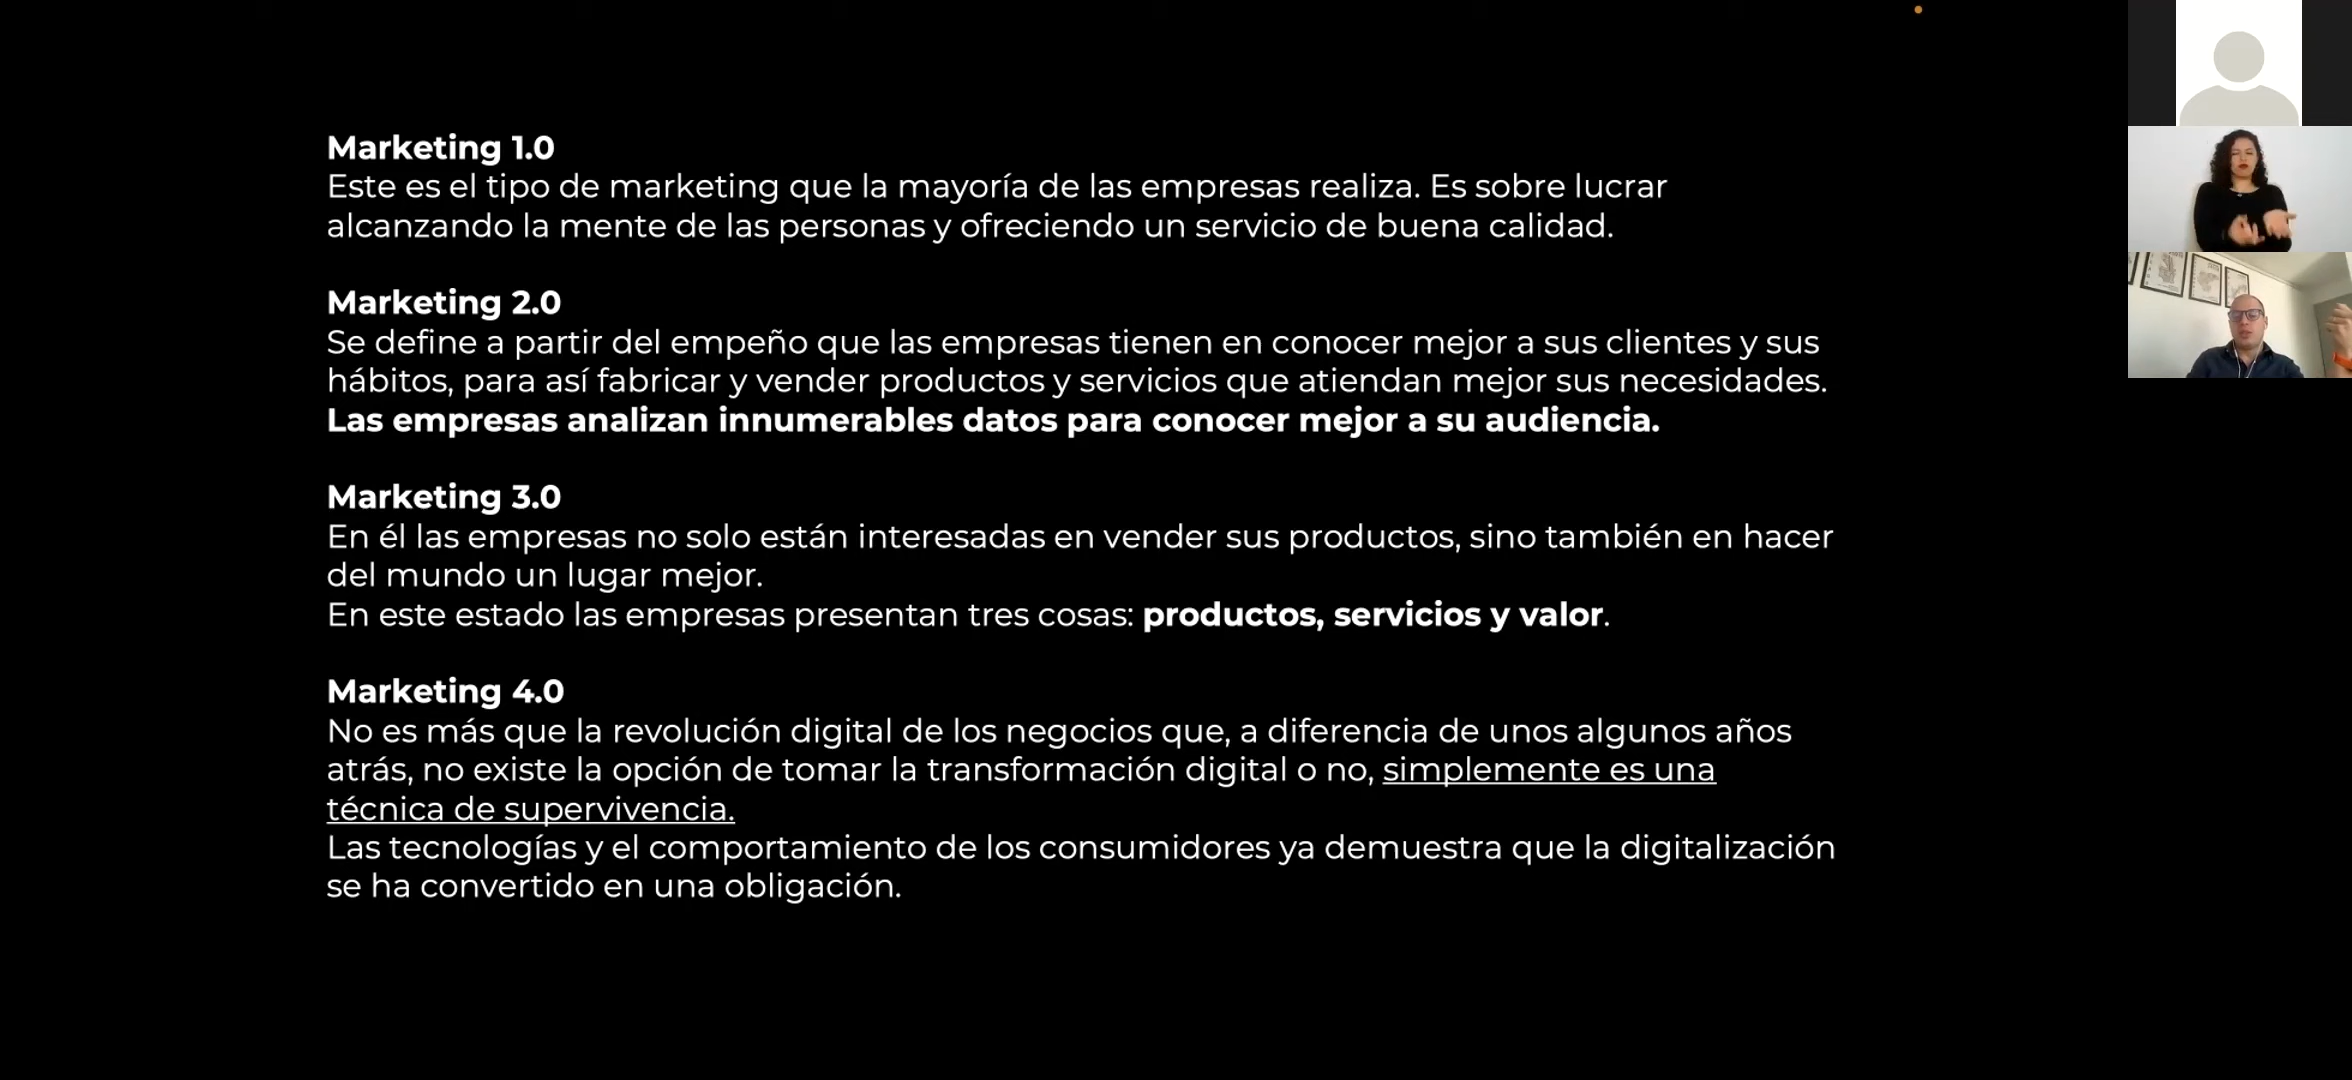 Marketing 1.0
Este es el tipo de marketing que la mayoría de las empresas realiza. Es sobre lucrar
alcanzando la mente de las personas y ofreciendo un servicio de buena calidad.
Marketing 2.0
Se define a partir del empeño que las empresas tienen en conocer mejor a sus clientes y sus
hábitos, para así fabricar y vender productos y servicios que atiendan mejor sus necesidades.
Las empresas analizan innumerables datos para conocer mejor a su audiencia.
Marketing 3.0
En él las empresas no solo están interesadas en vender sus productos, sino también en hacer
del mundo un lugar mejor.
En este estado las empresas presentan tres cosas: productos, servicios y valor.
Marketing 4.0
No es más que la revolución digital de los negocios que, a diferencia de unos algunos años
atrás, no existe la opción de tomar la transformación digital o no, simplemente es una
técnica de supervivencia.
Las tecnologías y el comportamiento de los consumidores ya demuestra que la digitalización
se ha convertido en una obligación.